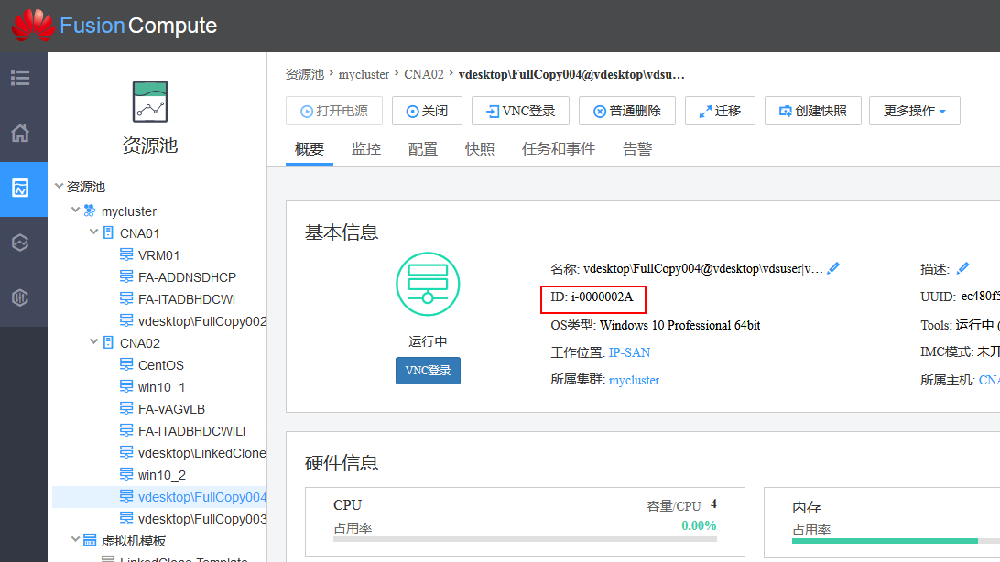 FusionCompute
资源池 > mycluster > CNA02 > vdesktop\FullCopy004@vdesktop\vdsu…
打开电源 关闭 VNC登录 普通删除 迁移 创建快照 更多操作
概要 监控 配置 快照 任务和事件 告警
资源池
资源池
mycluster
CNA01
VRM01
FA-ADDNSDHCP
FA-ITADBHDCWI
vdesktop\FullCopy002
CNA02
CentOS
win10_1
FA-vAGvLB
FA-ITADBHDCWILI
vdesktop\LinkedClone
win10_2
vdesktop\FullCopy004
vdesktop\FullCopy003
虚拟机模板
LinkedClone_Template
基本信息
运行中
VNC登录
名称: vdesktop\FullCopy004@vdesktop\vdsuser|v…
ID: i-0000002A
OS类型: Windows 10 Professional 64bit
工作位置: IP-SAN
所属集群: mycluster
描述:
UUID: ec480f3
Tools: 运行中 (
IMC模式: 未开
所属主机: CNA
硬件信息
CPU 容量/CPU 4
占用率 0.00%
内存
占用率